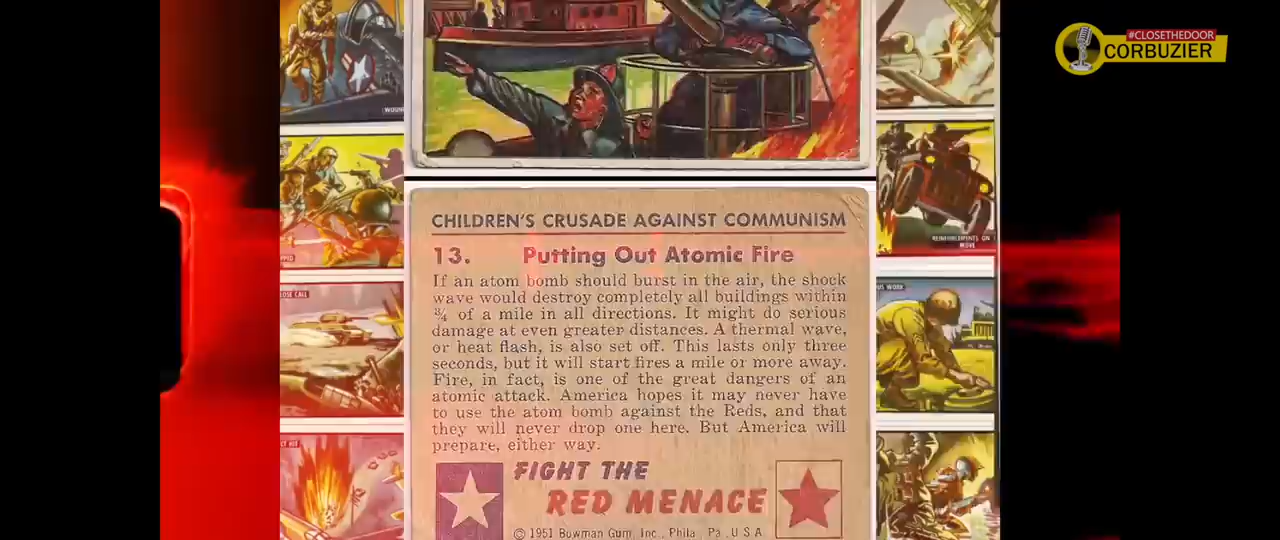 #CLOSETHEDOOR
CORBUZIER
CHILDREN'S CRUSADE AGAINST COMMUNISM
13. Putting Out Atomic Fire
If an atom bomb should burst in the air, the shock
wave would destroy completely all buildings within
¾ of a mile in all directions. It might do serious
damage at even greater distances. A thermal wave,
or heat flash, is also set off. This lasts only three
seconds, but it will start fires a mile or more away.
Fire, in fact, is one of the great dangers of an
atomic attack. America hopes it may never have
to use the atom bomb against the Reds, and that
they will never drop one here. But America will
prepare, either way.
FIGHT THE
RED MENACE
© 1951 Bowman Gum, Inc., Phila., Pa., U.S.A.
REINFORCEMENTS ON
MOVE
LOSE CALL
WORK